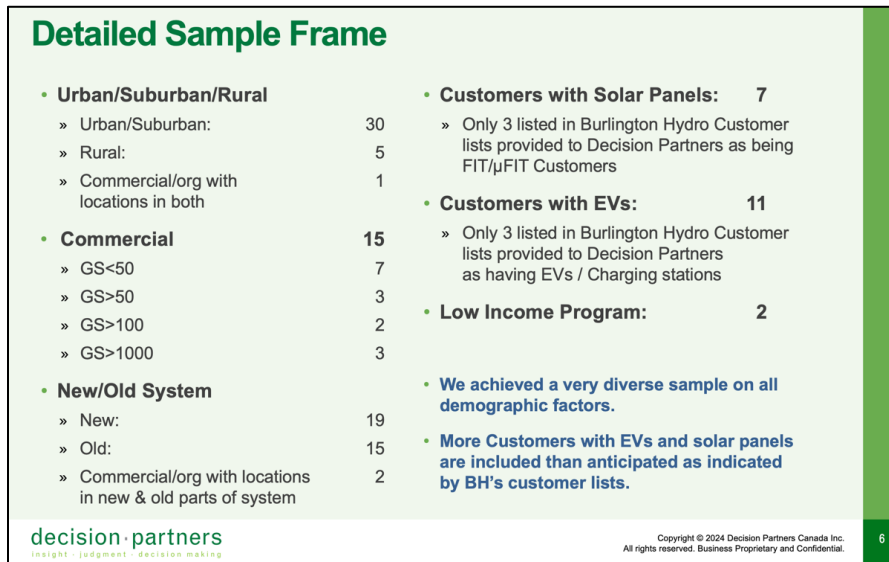 Detailed Sample Frame
• Urban/Suburban/Rural
» Urban/Suburban: 30
» Rural: 5
» Commercial/org with 1
locations in both
• Commercial 15
» GS<50 7
» GS>50 3
» GS>100 2
» GS>1000 3
• New/Old System
» New: 19
» Old: 15
» Commercial/org with locations 2
in new & old parts of system
• Customers with Solar Panels: 7
» Only 3 listed in Burlington Hydro Customer
lists provided to Decision Partners as being
FIT/µFIT Customers
• Customers with EVs: 11
» Only 3 listed in Burlington Hydro Customer
lists provided to Decision Partners
as having EVs / Charging stations
• Low Income Program: 2
• We achieved a very diverse sample on all
demographic factors.
• More Customers with EVs and solar panels
are included than anticipated as indicated
by BH's customer lists.
decision·partners
insight · judgment · decision making
Copyright © 2024 Decision Partners Canada Inc.
All rights reserved. Business Proprietary and Confidential.
6